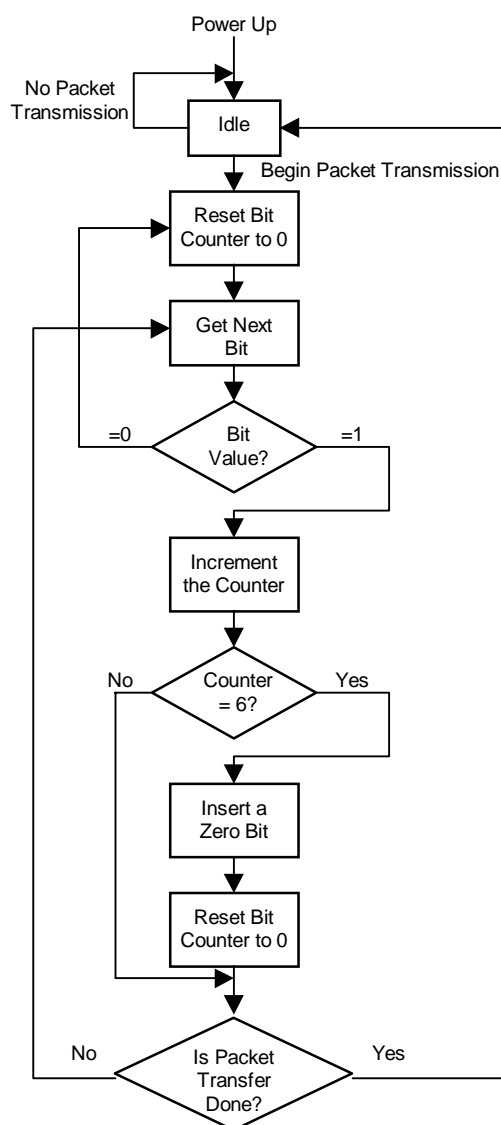 Power Up
No Packet
Transmission
Idle
Begin Packet Transmission
Reset Bit
Counter to 0
Get Next
Bit
=0
Bit
Value?
=1
Increment
the Counter
No
Counter
= 6?
Yes
Insert a
Zero Bit
Reset Bit
Counter to 0
No
Is Packet
Transfer
Done?
Yes